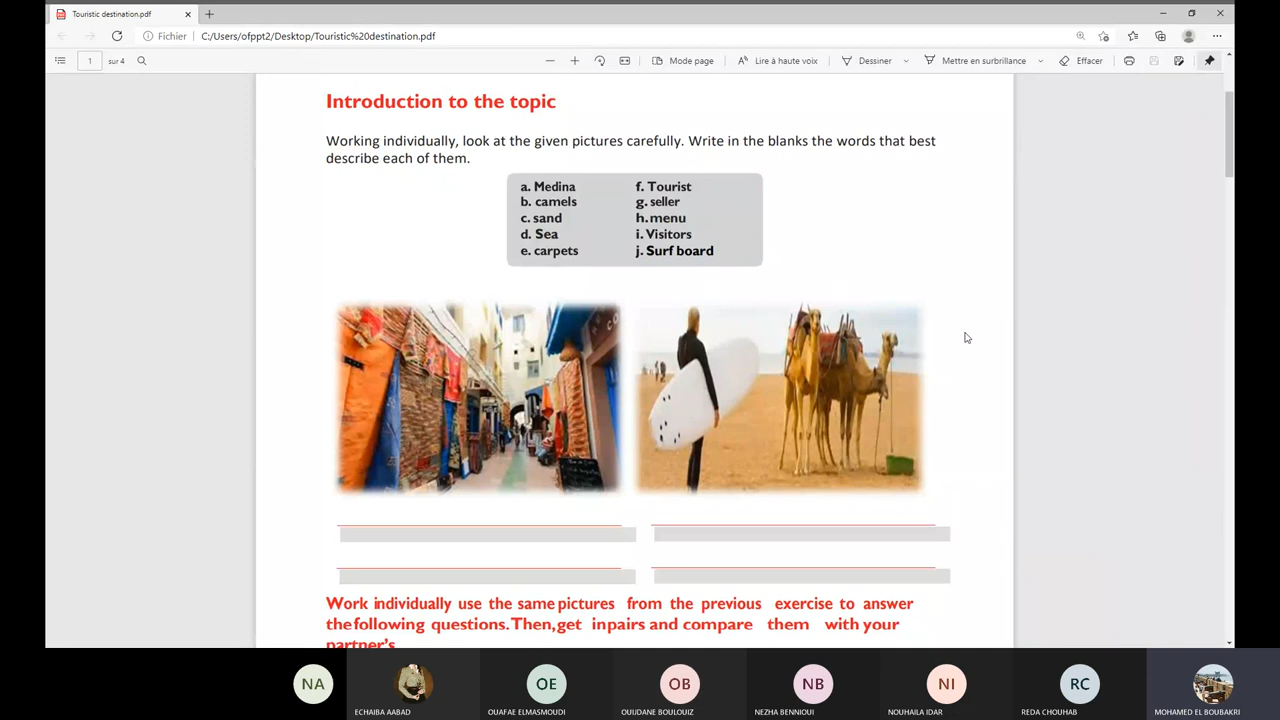 Touristic destination.pdf
Fichier C:/Users/ofppt2/Desktop/Touristic%20destination.pdf
1 sur 4 Mode page Lire à haute voix Dessiner Mettre en surbrillance Effacer
Introduction to the topic
Working individually, look at the given pictures carefully. Write in the blanks the words that best
describe each of them.
a. Medina f. Tourist
b. camels g. seller
c. sand h. menu
d. Sea i. Visitors
e. carpets j. Surf board
Work individually use the same pictures from the previous exercise to answer
the following questions. Then, get in pairs and compare them with your
partner's
NA OE OB NB NI RC
ECHAIBA AABAD OUAFAE ELMASMOUDI OUIJDANE BOULOUIZ NEZHA BENNIOUI NOUHAILA IDAR REDA CHOUHAB MOHAMED EL BOUBAKRI